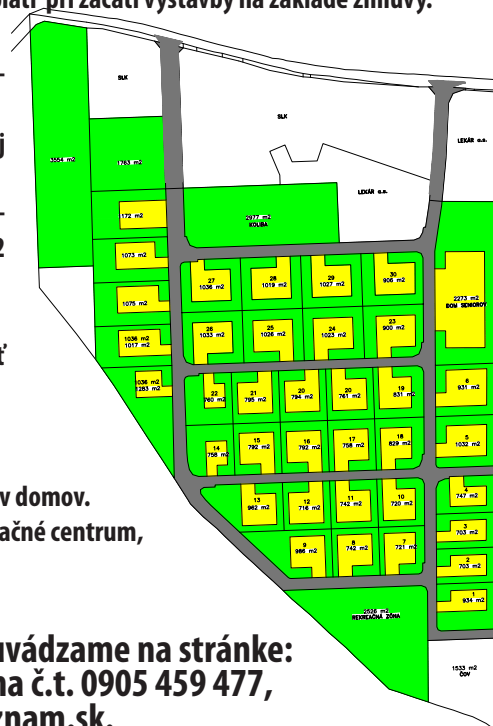 platí pri začatí výstavby na základe zmluvy.
j
2
ť
v domov.
ačné centrum,
uvádzame na stránke:
na č.t. 0905 459 477,
znam.sk.
SLK
SLK
LEKÁR a.s.
LEKÁR a.s.
3554 m2
1763 m2
2977 m2
KOLIBA
172 m2
1073 m2
1075 m2
1036 m2
1017 m2
1036 m2
1283 m2
27
1036 m2
28
1019 m2
29
1027 m2
30
906 m2
26
1033 m2
25
1026 m2
24
1023 m2
23
900 m2
2273 m2
DOM SENIOROV
22
760 m2
21
795 m2
20
794 m2
20
761 m2
19
831 m2
6
931 m2
14
758 m2
15
792 m2
16
792 m2
17
758 m2
18
829 m2
5
1032 m2
13
962 m2
12
716 m2
11
742 m2
10
720 m2
4
747 m2
9
986 m2
8
742 m2
7
721 m2
3
703 m2
2
703 m2
1
934 m2
2526 m2
REKREAČNÁ ZÓNA
1533 m2
ČOV